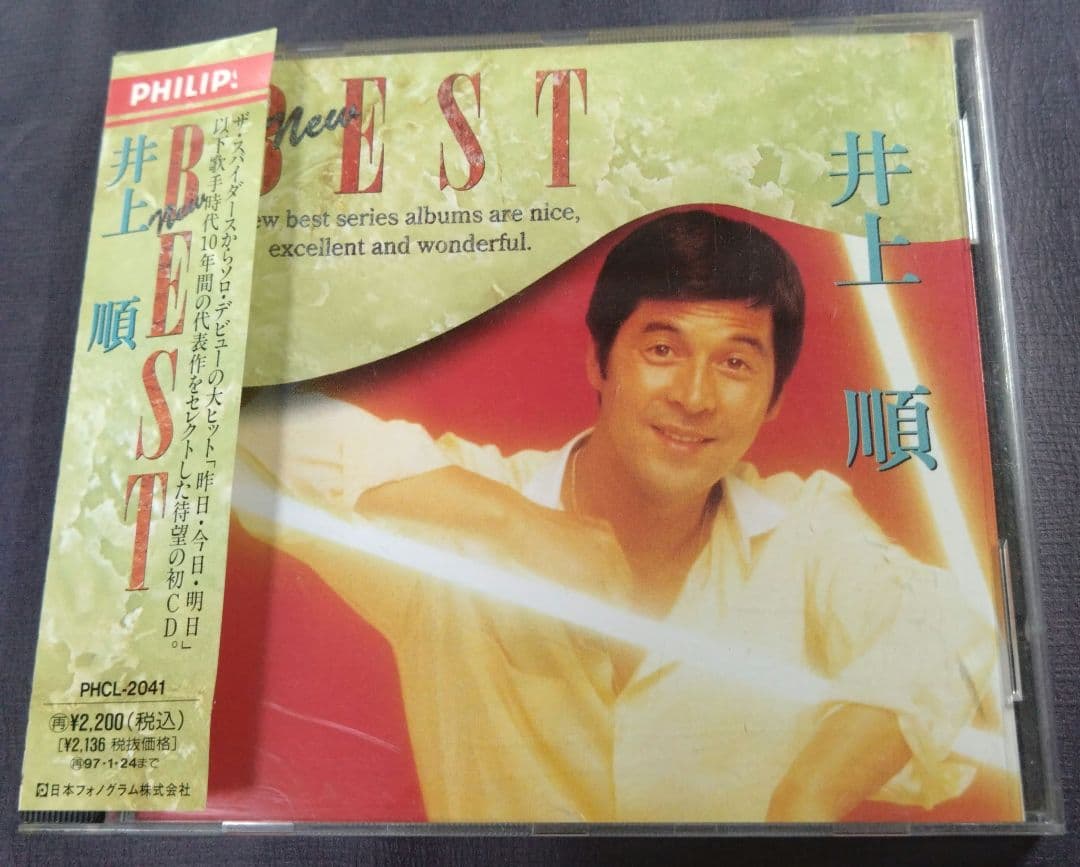 PHILIPS
井上 順
New BEST
ザ・スパイダースからソロ・デビューの大ヒット「昨日・今日・明日」
以下歌手時代10年間の代表作をセレクトした待望の初CD。
PHCL-2041
再¥2,200(税込)
[¥2,136 税抜価格]
再97・1・24まで
日本フォノグラム株式会社
New BEST
ew best series albums are nice,
excellent and wonderful.
井上 順